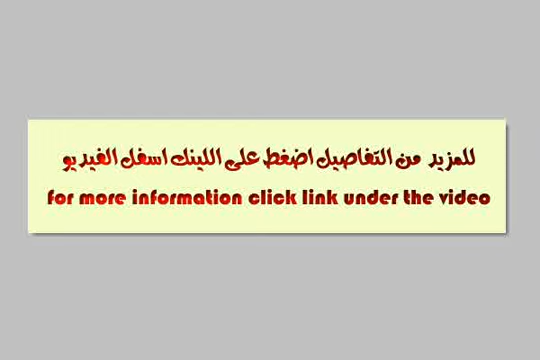 للمزيد من التفاصيل اضغط على اللينك اسفل الفيديو
for more information click link under the video